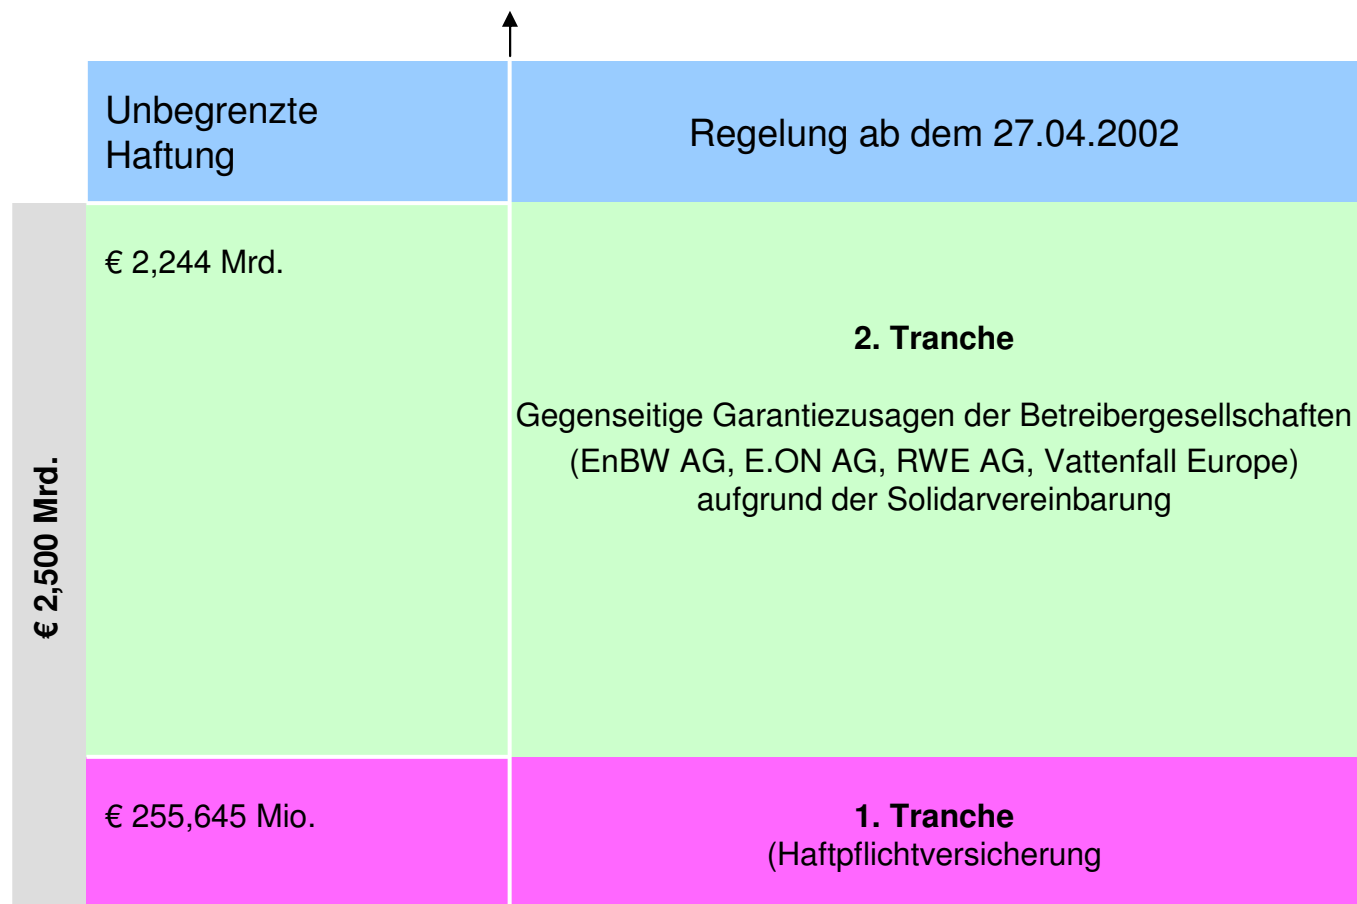 Unbegrenzte
Haftung
Regelung ab dem 27.04.2002
€ 2,500 Mrd.
€ 2,244 Mrd.
2. Tranche
Gegenseitige Garantiezusagen der Betreibergesellschaften
(EnBW AG, E.ON AG, RWE AG, Vattenfall Europe)
aufgrund der Solidarvereinbarung
€ 255,645 Mio.
1. Tranche
(Haftpflichtversicherung